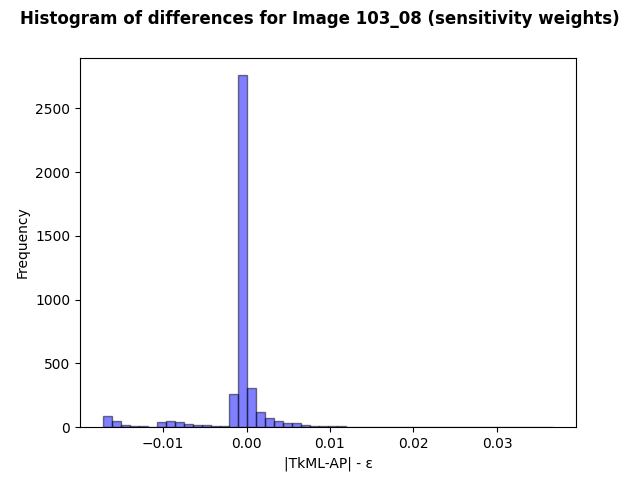 Histogram of differences for Image 103_08 (sensitivity weights)
Frequency
2500
2000
1500
1000
500
0
−0.01 0.00 0.01 0.02 0.03
|TkML-AP| - ε